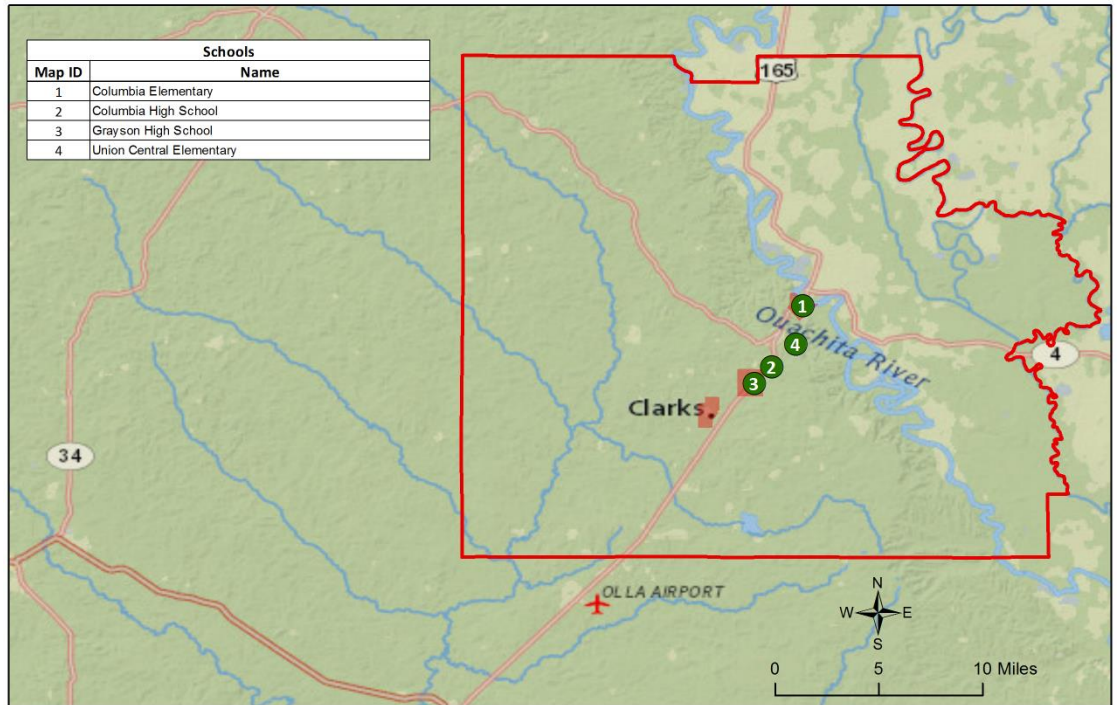 Schools
Map ID Name
1 Columbia Elementary
2 Columbia High School
3 Grayson High School
4 Union Central Elementary
165
1
Ouachita River
4
4
2
3
Clarks
34
OLLA AIRPORT
N
W E
S
0 5 10 Miles